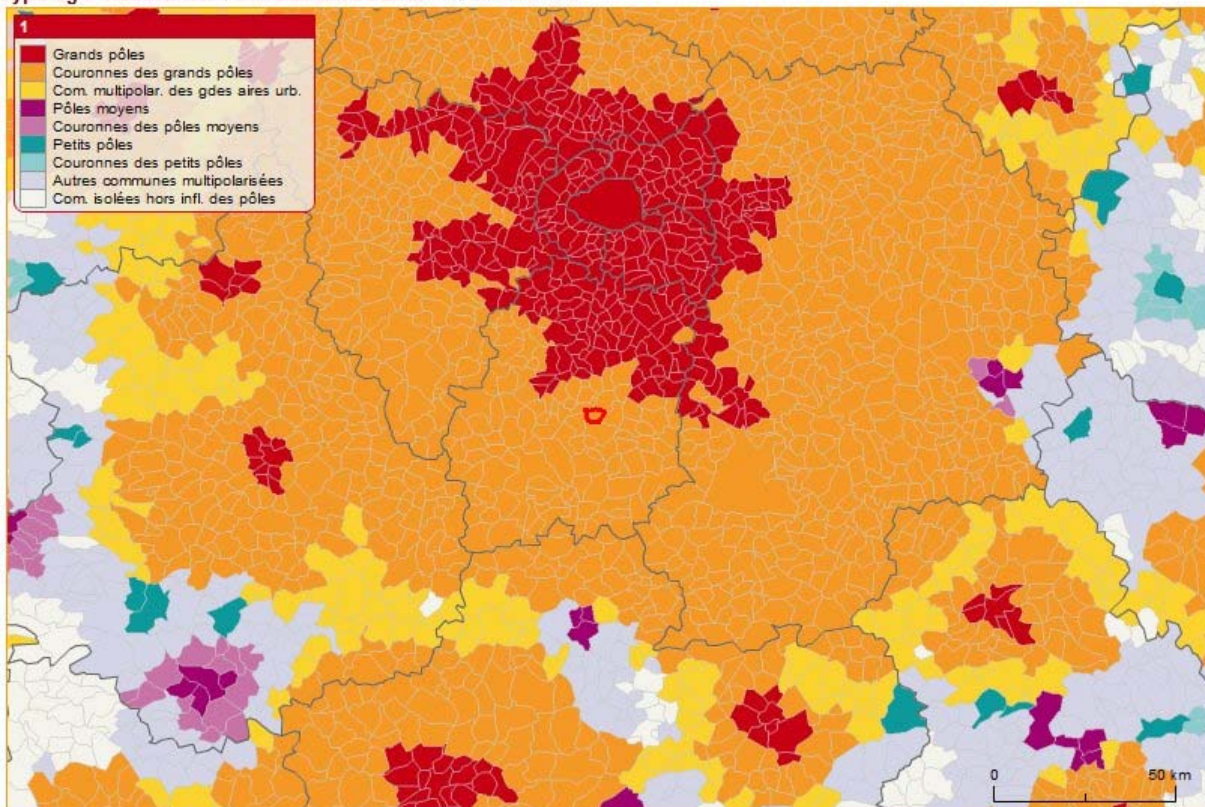 1
Grands pôles
Couronnes des grands pôles
Com. multipolar. des gdes aires urb.
Pôles moyens
Couronnes des pôles moyens
Petits pôles
Couronnes des petits pôles
Autres communes multipolarisées
Com. isolées hors infl. des pôles
0 50 km